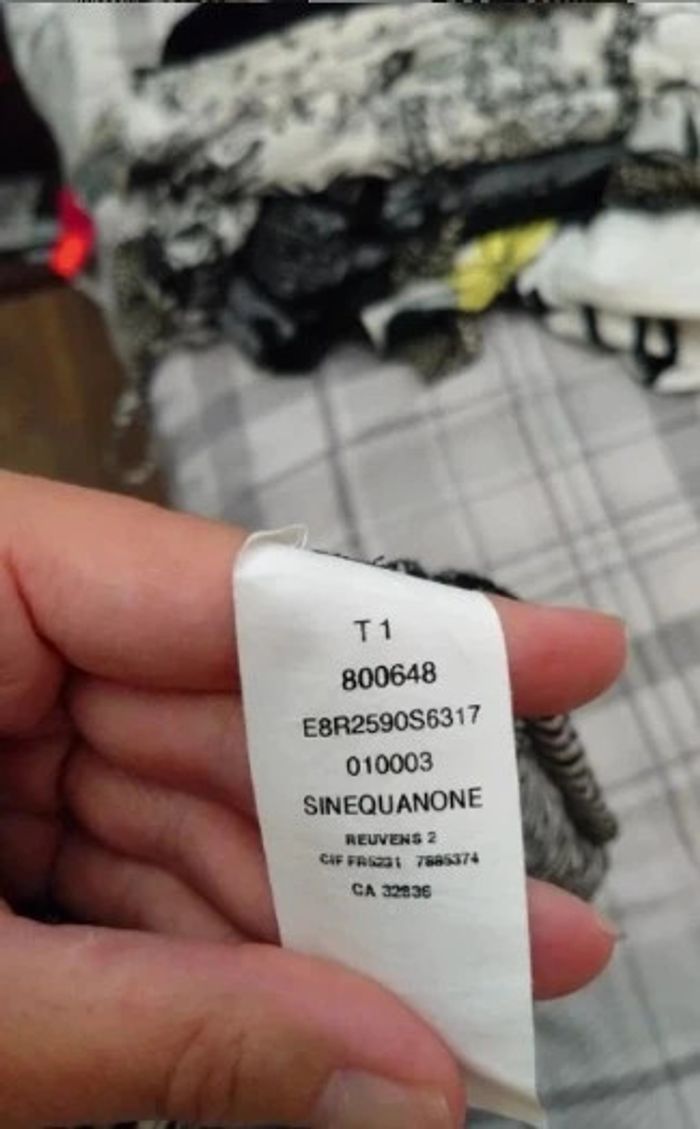 T 1
800648
E8R2590S6317
010003
SINEQUANONE
REUVENS 2
CIF FR5231 7885374
CA 32836